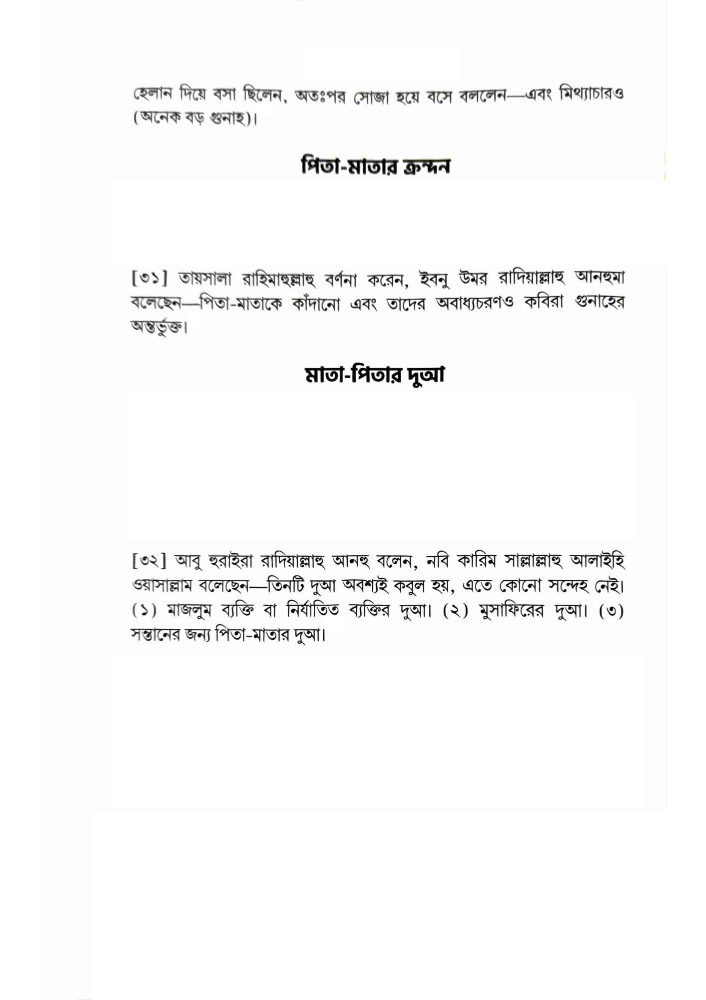 হেলান দিয়ে বসা ছিলেন, অতঃপর সোজা হয়ে বসে বললেন—এবং মিথ্যাচারও
(অনেক বড় গুনাহ)।
পিতা-মাতার ক্রন্দন
[৩১] তায়সালা রাহিমাহুল্লাহু বর্ণনা করেন, ইবনু উমর রাদিয়াল্লাহু আনহুমা
বলেছেন—পিতা-মাতাকে কাঁদানো এবং তাদের অবাধ্যচরণও কবিরা গুনাহের
অন্তর্ভুক্ত।
মাতা-পিতার দুআ
[৩২] আবু হুরাইরা রাদিয়াল্লাহু আনহু বলেন, নবি কারিম সাল্লাল্লাহু আলাইহি
ওয়াসাল্লাম বলেছেন—তিনটি দুআ অবশ্যই কবুল হয়, এতে কোনো সন্দেহ নেই।
(১) মাজলুম ব্যক্তি বা নির্যাতিত ব্যক্তির দুআ। (২) মুসাফিরের দুআ। (৩)
সন্তানের জন্য পিতা-মাতার দুআ।